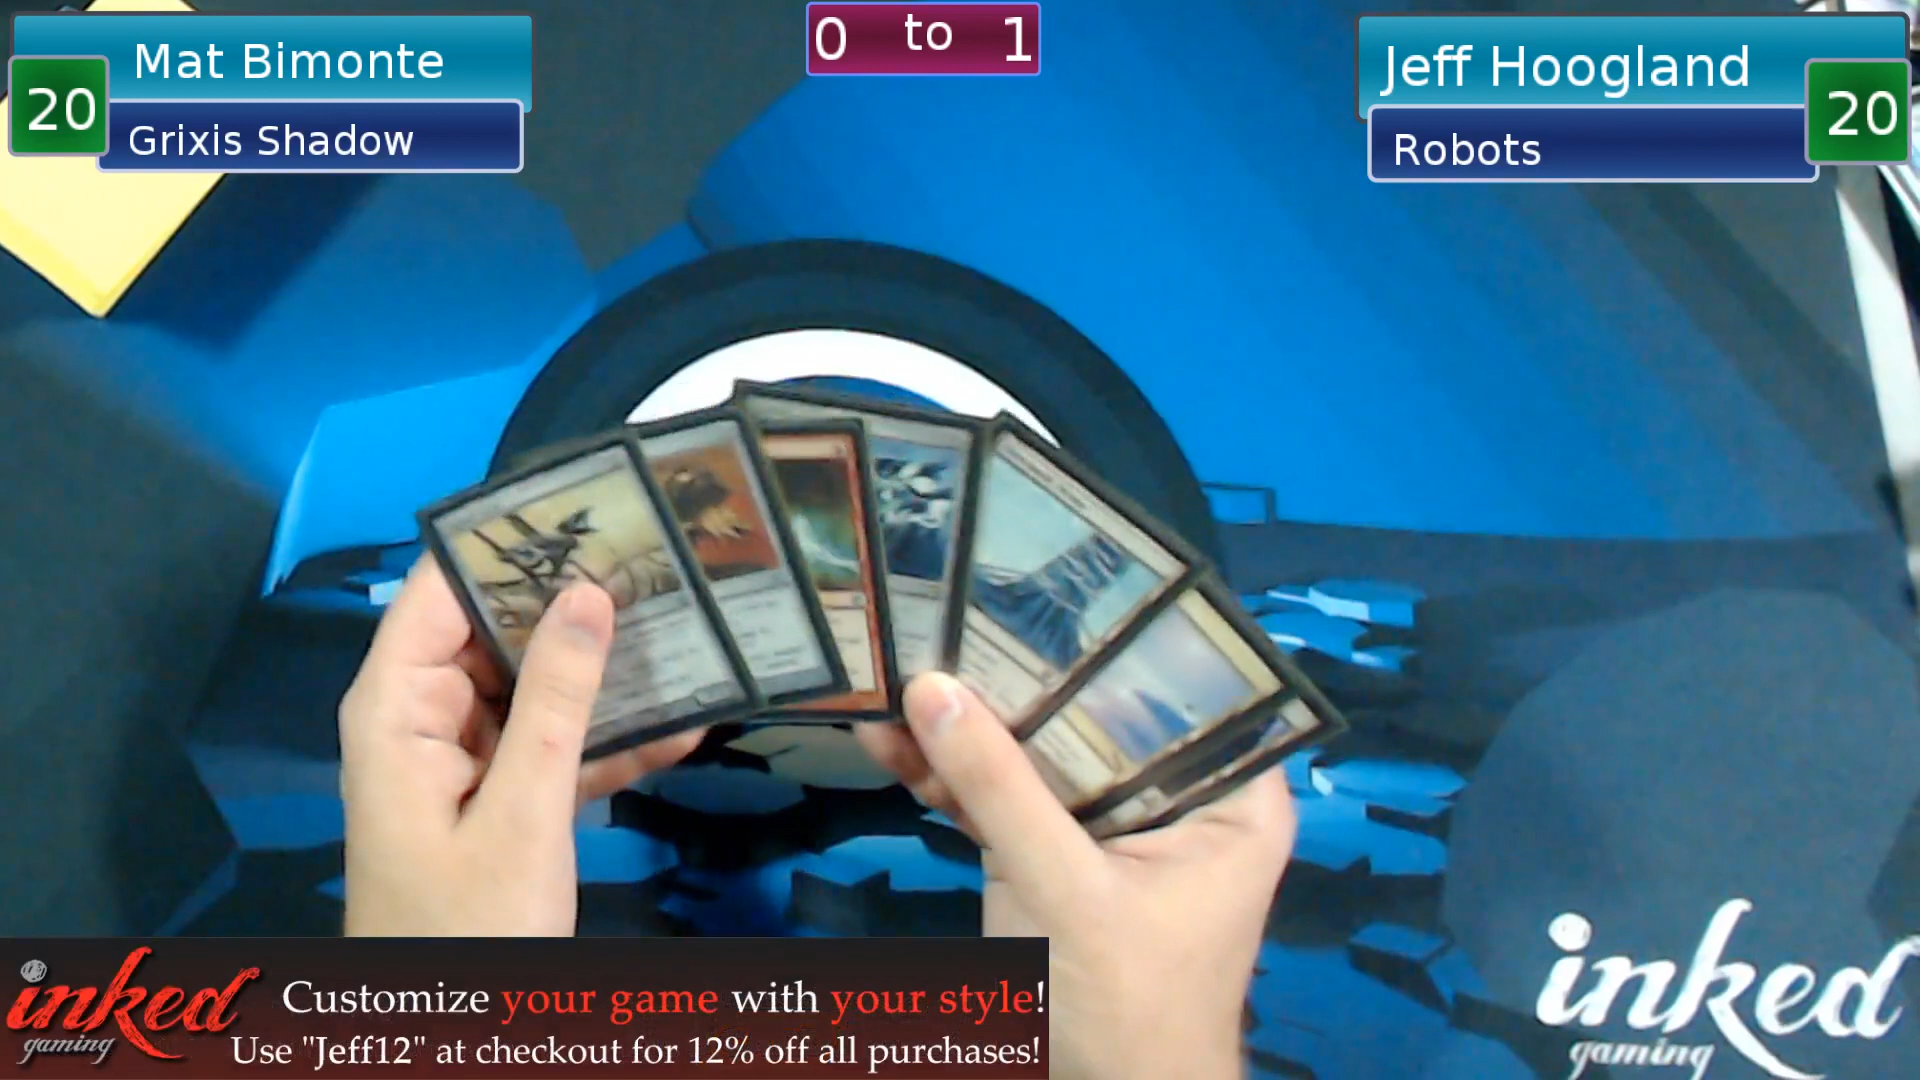 Mat Bimonte
20
Grixis Shadow
0 to 1
Jeff Hoogland
20
Robots
inked
gaming
Customize your game with your style!
Use "Jeff12" at checkout for 12% off all purchases!
inked
gaming